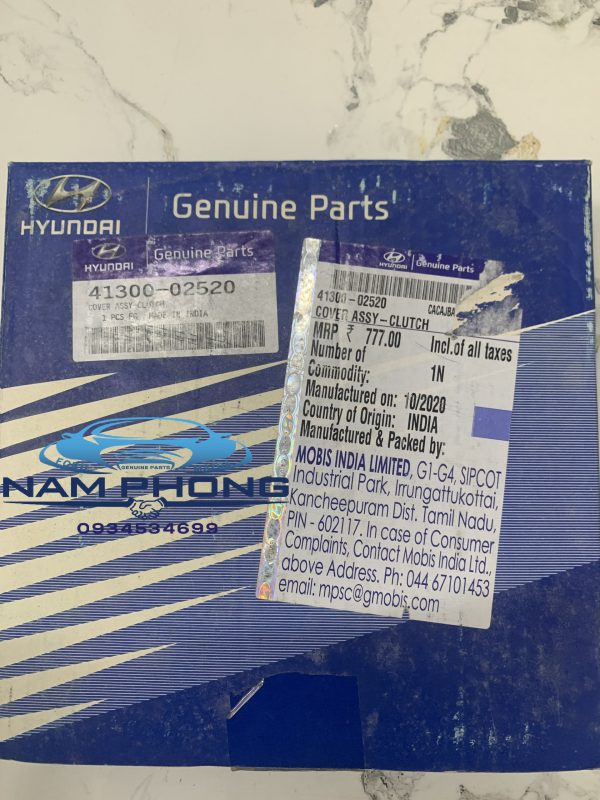 HYUNDAI
Genuine Parts
HYUNDAI Genuine Parts
41300-02520
COVER ASSY-CLUTCH
1 PCS MADE IN INDIA
HYUNDAI Genuine Parts
41300-02520 CACAJBA
COVER ASSY-CLUTCH
MRP ₹ 777.00 Incl.of all taxes
Number of
Commodity: 1N
Manufactured on: 10/2020
Country of Origin: INDIA
Manufactured & Packed by:
MOBIS INDIA LIMITED, G1-G4, SIPCOT
Industrial Park, Irrungattukottai,
Kancheepuram Dist. Tamil Nadu,
PIN - 602117. In case of Consumer
Complaints, Contact Mobis India Ltd.,
above Address. Ph: 044 67101453
email: mpsc@gmobis.com
GENUINE PARTS
NAM PHONG
0934534699